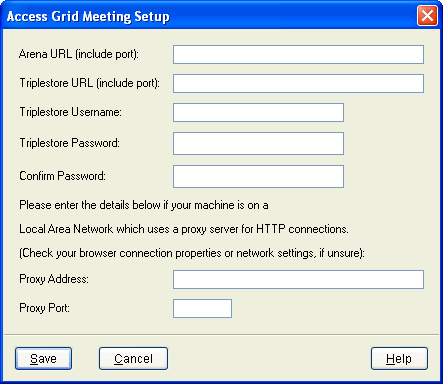 Access Grid Meeting Setup
Arena URL (include port):
Triplestore URL (include port):
Triplestore Username:
Triplestore Password:
Confirm Password:
Please enter the details below if your machine is on a
Local Area Network which uses a proxy server for HTTP connections.
(Check your browser connection properties or network settings, if unsure):
Proxy Address:
Proxy Port:
Save Cancel Help